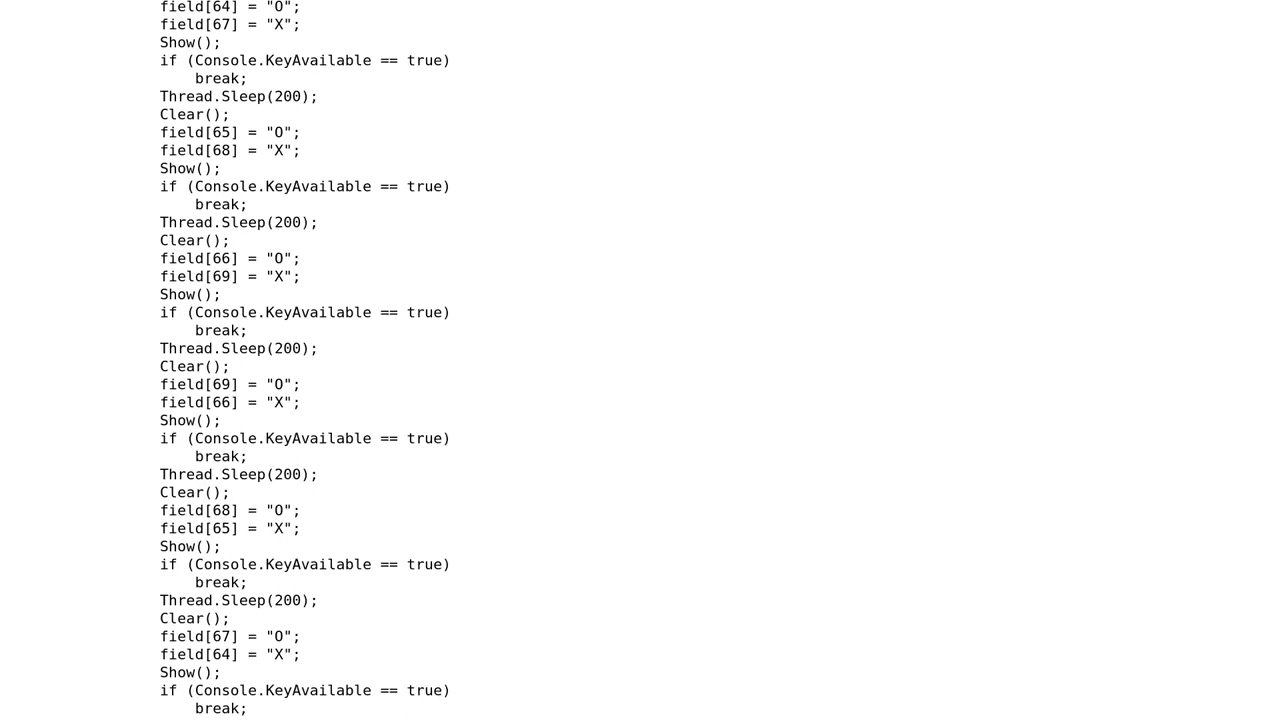 field[64] = "O";
field[67] = "X";
Show();
if (Console.KeyAvailable == true)
    break;
Thread.Sleep(200);
Clear();
field[65] = "O";
field[68] = "X";
Show();
if (Console.KeyAvailable == true)
    break;
Thread.Sleep(200);
Clear();
field[66] = "O";
field[69] = "X";
Show();
if (Console.KeyAvailable == true)
    break;
Thread.Sleep(200);
Clear();
field[69] = "O";
field[66] = "X";
Show();
if (Console.KeyAvailable == true)
    break;
Thread.Sleep(200);
Clear();
field[68] = "O";
field[65] = "X";
Show();
if (Console.KeyAvailable == true)
    break;
Thread.Sleep(200);
Clear();
field[67] = "O";
field[64] = "X";
Show();
if (Console.KeyAvailable == true)
    break;